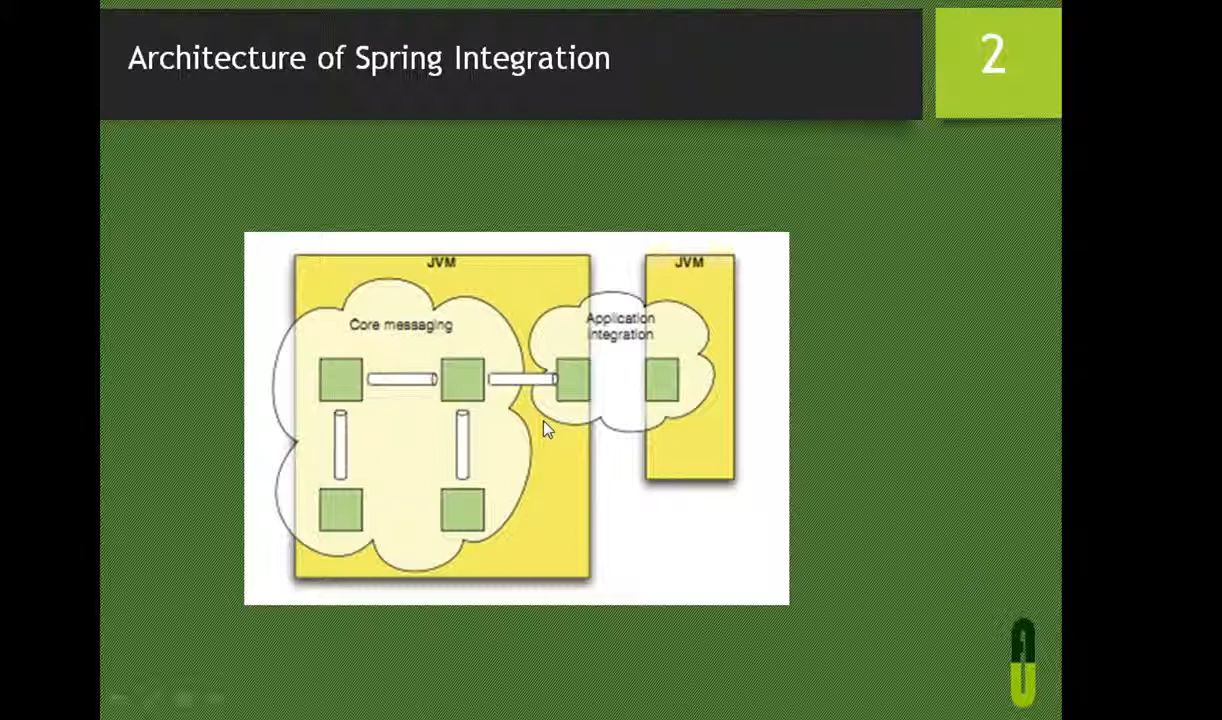 Architecture of Spring Integration
2
JVM
JVM
Core messaging
Application
integration